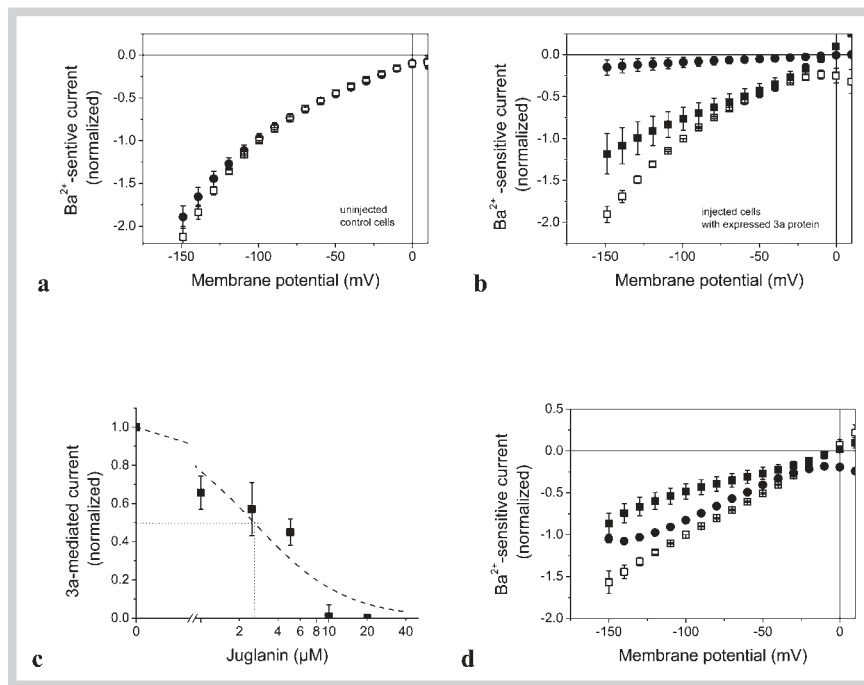 0.0
-0.5
-1.0
-1.5
-2.0
Ba²⁺-sentive current
(normalized)
uninjected
control cells
-150
-100
-50
0
Membrane potential (mV)
a
0.0
-0.5
-1.0
-1.5
-2.0
Ba²⁺-sensitive current
(normalized)
injected cells
with expressed 3a protein
-150
-100
-50
0
Membrane potential (mV)
b
1.0
0.8
0.6
0.4
0.2
0.0
3a-mediated current
(normalized)
0
2
4
6
8
10
20
40
Juglanin (µM)
c
0.5
0.0
-0.5
-1.0
-1.5
-2.0
Ba²⁺-sensitive current
(normalized)
-150
-100
-50
0
Membrane potential (mV)
d